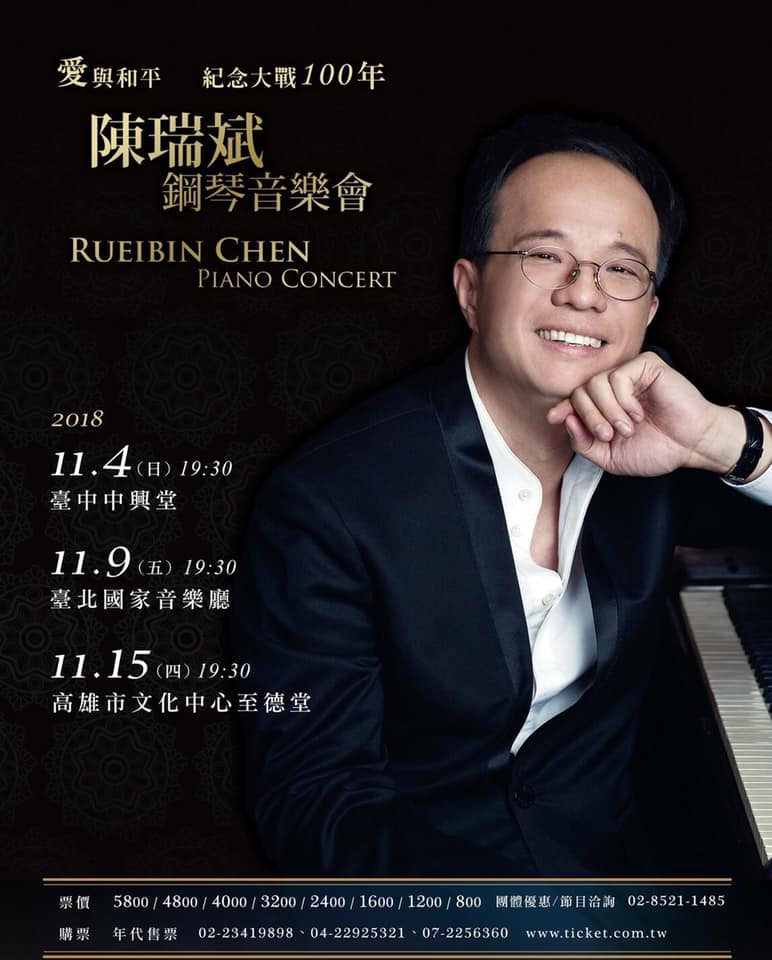 愛與和平 紀念大戰100年
陳瑞斌
鋼琴音樂會
RUEIBIN CHEN
PIANO CONCERT
2018
11.4(日)19:30
臺中中興堂
11.9(五)19:30
臺北國家音樂廳
11.15(四)19:30
高雄市文化中心至德堂
票價 5800 / 4800 / 4000 / 3200 / 2400 / 1600 / 1200 / 800 團體優惠/節目洽詢 02-8521-1485
購票 年代售票 02-23419898、04-22925321、07-2256360 www.ticket.com.tw